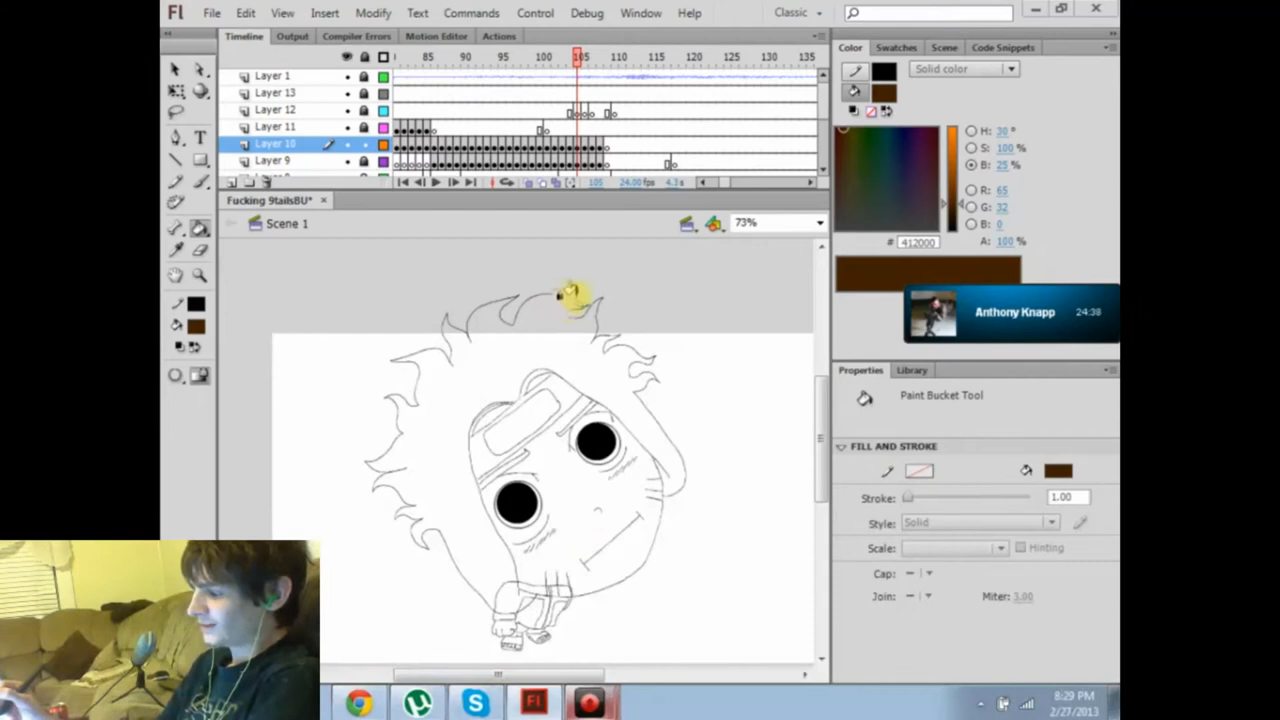 Fl File Edit View Insert Modify Text Commands Control Debug Window Help Classic
Timeline Output Compiler Errors Motion Editor Actions
85 90 95 100 105 110 115 120 125 130 135
Layer 1
Layer 13
Layer 12
Layer 11
Layer 10
Layer 9
105 24.00 fps 4.3 s
Fucking 9tailsBU*
Scene 1 73%
Color Swatches Scene Code Snippets
Solid color
H: 30 °
S: 100 %
B: 25 %
R: 65
G: 32
B: 0
# 412000 A: 100 %
Anthony Knapp 24:38
Properties Library
Paint Bucket Tool
FILL AND STROKE
Stroke: 1.00
Style: Solid
Scale: Hinting
Cap:
Join: Miter: 3.00
8:29 PM
2/27/2013